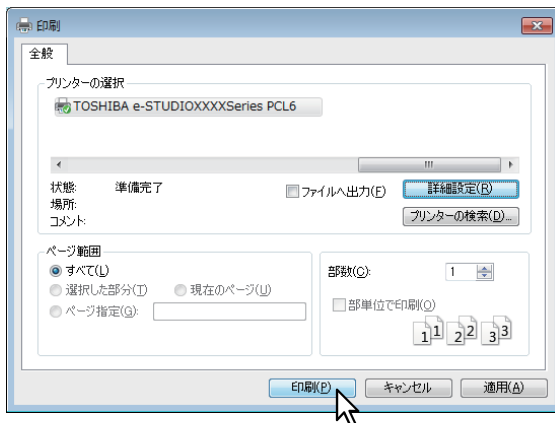 印刷
全般
プリンターの選択
TOSHIBA e-STUDIOXXXXSeries PCL6
状態: 準備完了
場所:
コメント:
ファイルへ出力(F)
詳細設定(R)
プリンターの検索(D)...
ページ範囲
すべて(L)
選択した部分(T) 現在のページ(U)
ページ指定(G):
部数(C): 1
部単位で印刷(O)
1 1 2 2 3 3
印刷(P) キャンセル 適用(A)